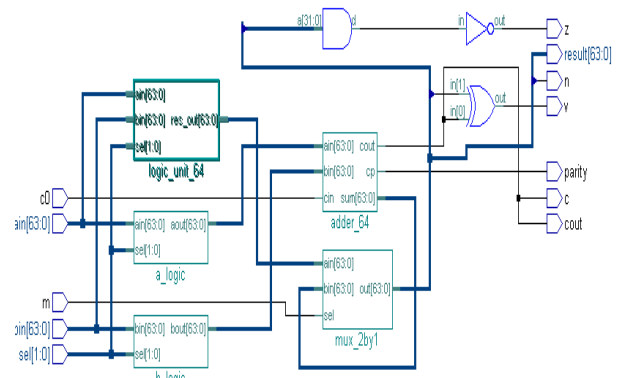 a[31:0] d in out z
result[63:0]
in[1] out n
in[0] v
ain[63:0]
bin[63:0] res_out[63:0]
sel[1:0]
logic_unit_64
ain[63:0] cout
bin[63:0] cp parity
c0 cin sum[63:0] c
adder_64 cout
ain[63:0] ain[63:0] aout[63:0]
sel[1:0]
a_logic
ain[63:0]
bin[63:0] out[63:0]
m sel
mux_2by1
bin[63:0] bin[63:0] bout[63:0]
sel[1:0] sel[1:0]
b_logic